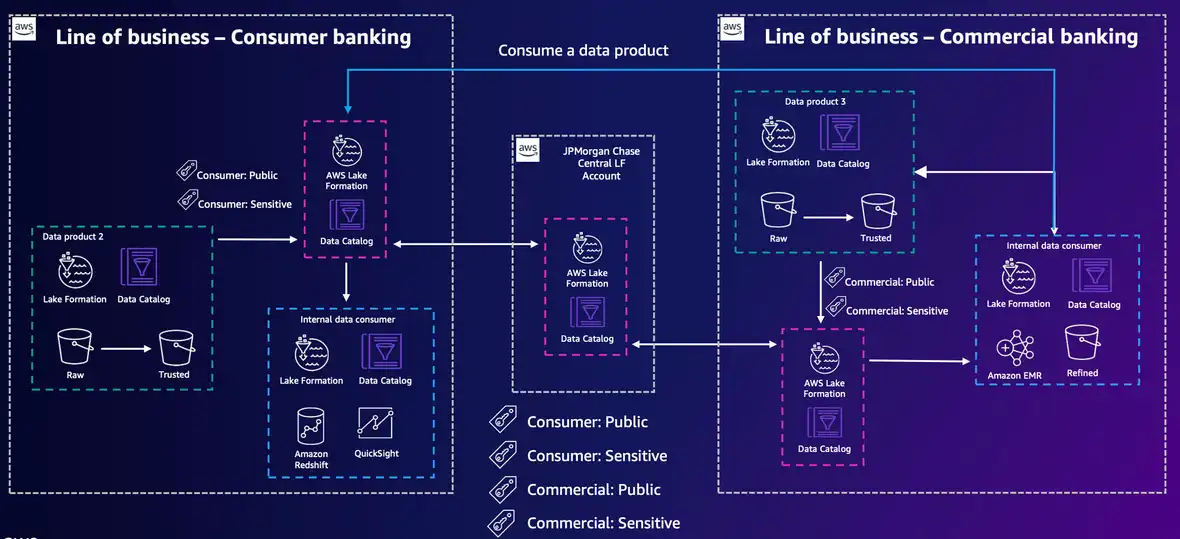 aws
Line of business – Consumer banking
Consumer: Public
Consumer: Sensitive
AWS Lake
Formation
Data Catalog
Data product 2
Lake Formation
Data Catalog
Raw
Trusted
Internal data consumer
Lake Formation
Data Catalog
Amazon
Redshift
QuickSight
Consume a data product
aws
JPMorgan Chase
Central LF
Account
AWS Lake
Formation
Data Catalog
Consumer: Public
Consumer: Sensitive
Commercial: Public
Commercial: Sensitive
aws
Line of business – Commercial banking
Data product 3
Lake Formation
Data Catalog
Raw
Trusted
Commercial: Public
Commercial: Sensitive
AWS Lake
Formation
Data Catalog
Internal data consumer
Lake Formation
Data Catalog
Amazon EMR
Refined